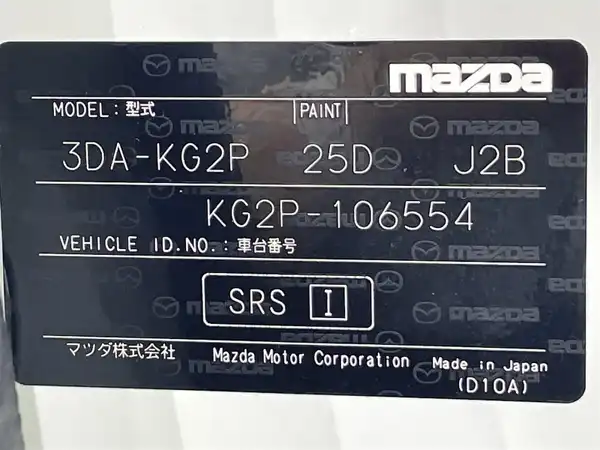 mazda
MODEL : 型式 PAINT
3DA-KG2P 25D J2B
KG2P-106554
VEHICLE ID.NO. : 車台番号
SRS I
マツダ株式会社 Mazda Motor Corporation Made in Japan
(D10A)